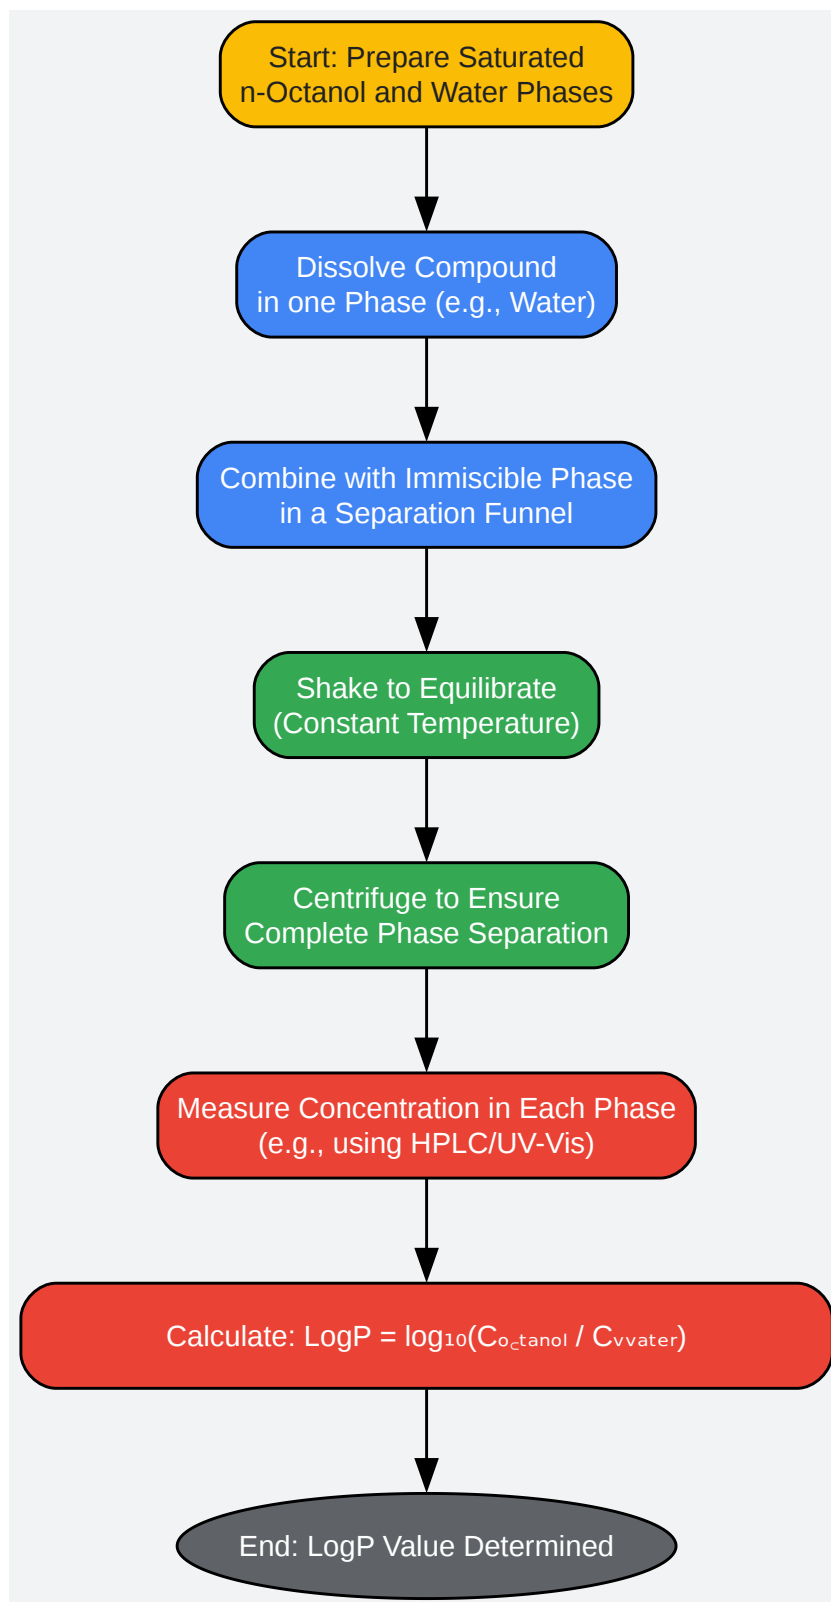 Start: Prepare Saturated
n-Octanol and Water Phases
Dissolve Compound
in one Phase (e.g., Water)
Combine with Immiscible Phase
in a Separation Funnel
Shake to Equilibrate
(Constant Temperature)
Centrifuge to Ensure
Complete Phase Separation
Measure Concentration in Each Phase
(e.g., using HPLC/UV-Vis)
Calculate: LogP = log₁₀(Cₒ꜀ₜₐₙₒₗ / Cᵥᵥₐₜₑᵣ)
End: LogP Value Determined